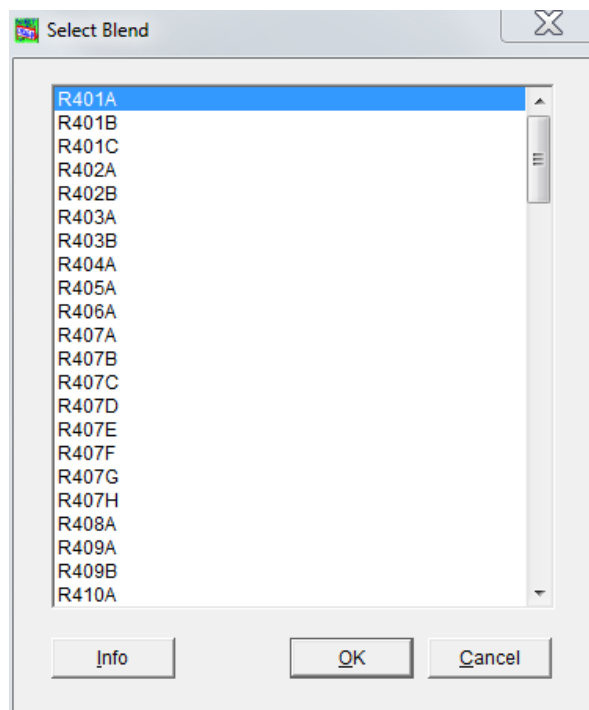 Select Blend
R401A
R401B
R401C
R402A
R402B
R403A
R403B
R404A
R405A
R406A
R407A
R407B
R407C
R407D
R407E
R407F
R407G
R407H
R408A
R409A
R409B
R410A
Info OK Cancel